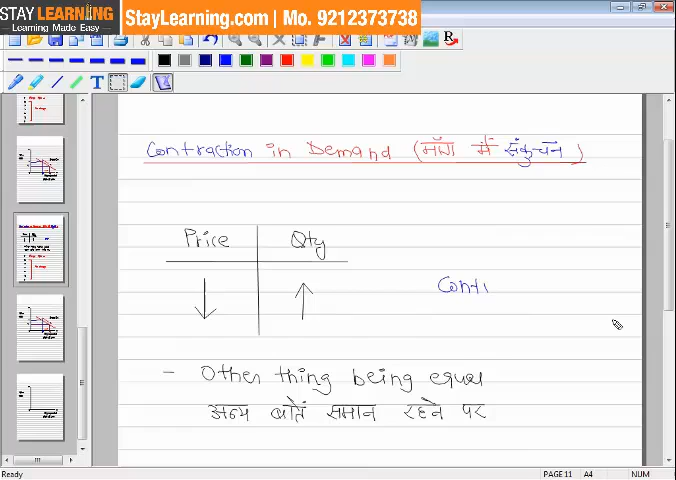 STAY LEARNING
Learning Made Easy
StayLearning.com | Mo. 9212373738
Contraction in Demand (माँग में संकुचन)
Price Qty
Conti
- Other thing being equal
अन्य बातें समान रहने पर
Ready
PAGE 11 A4